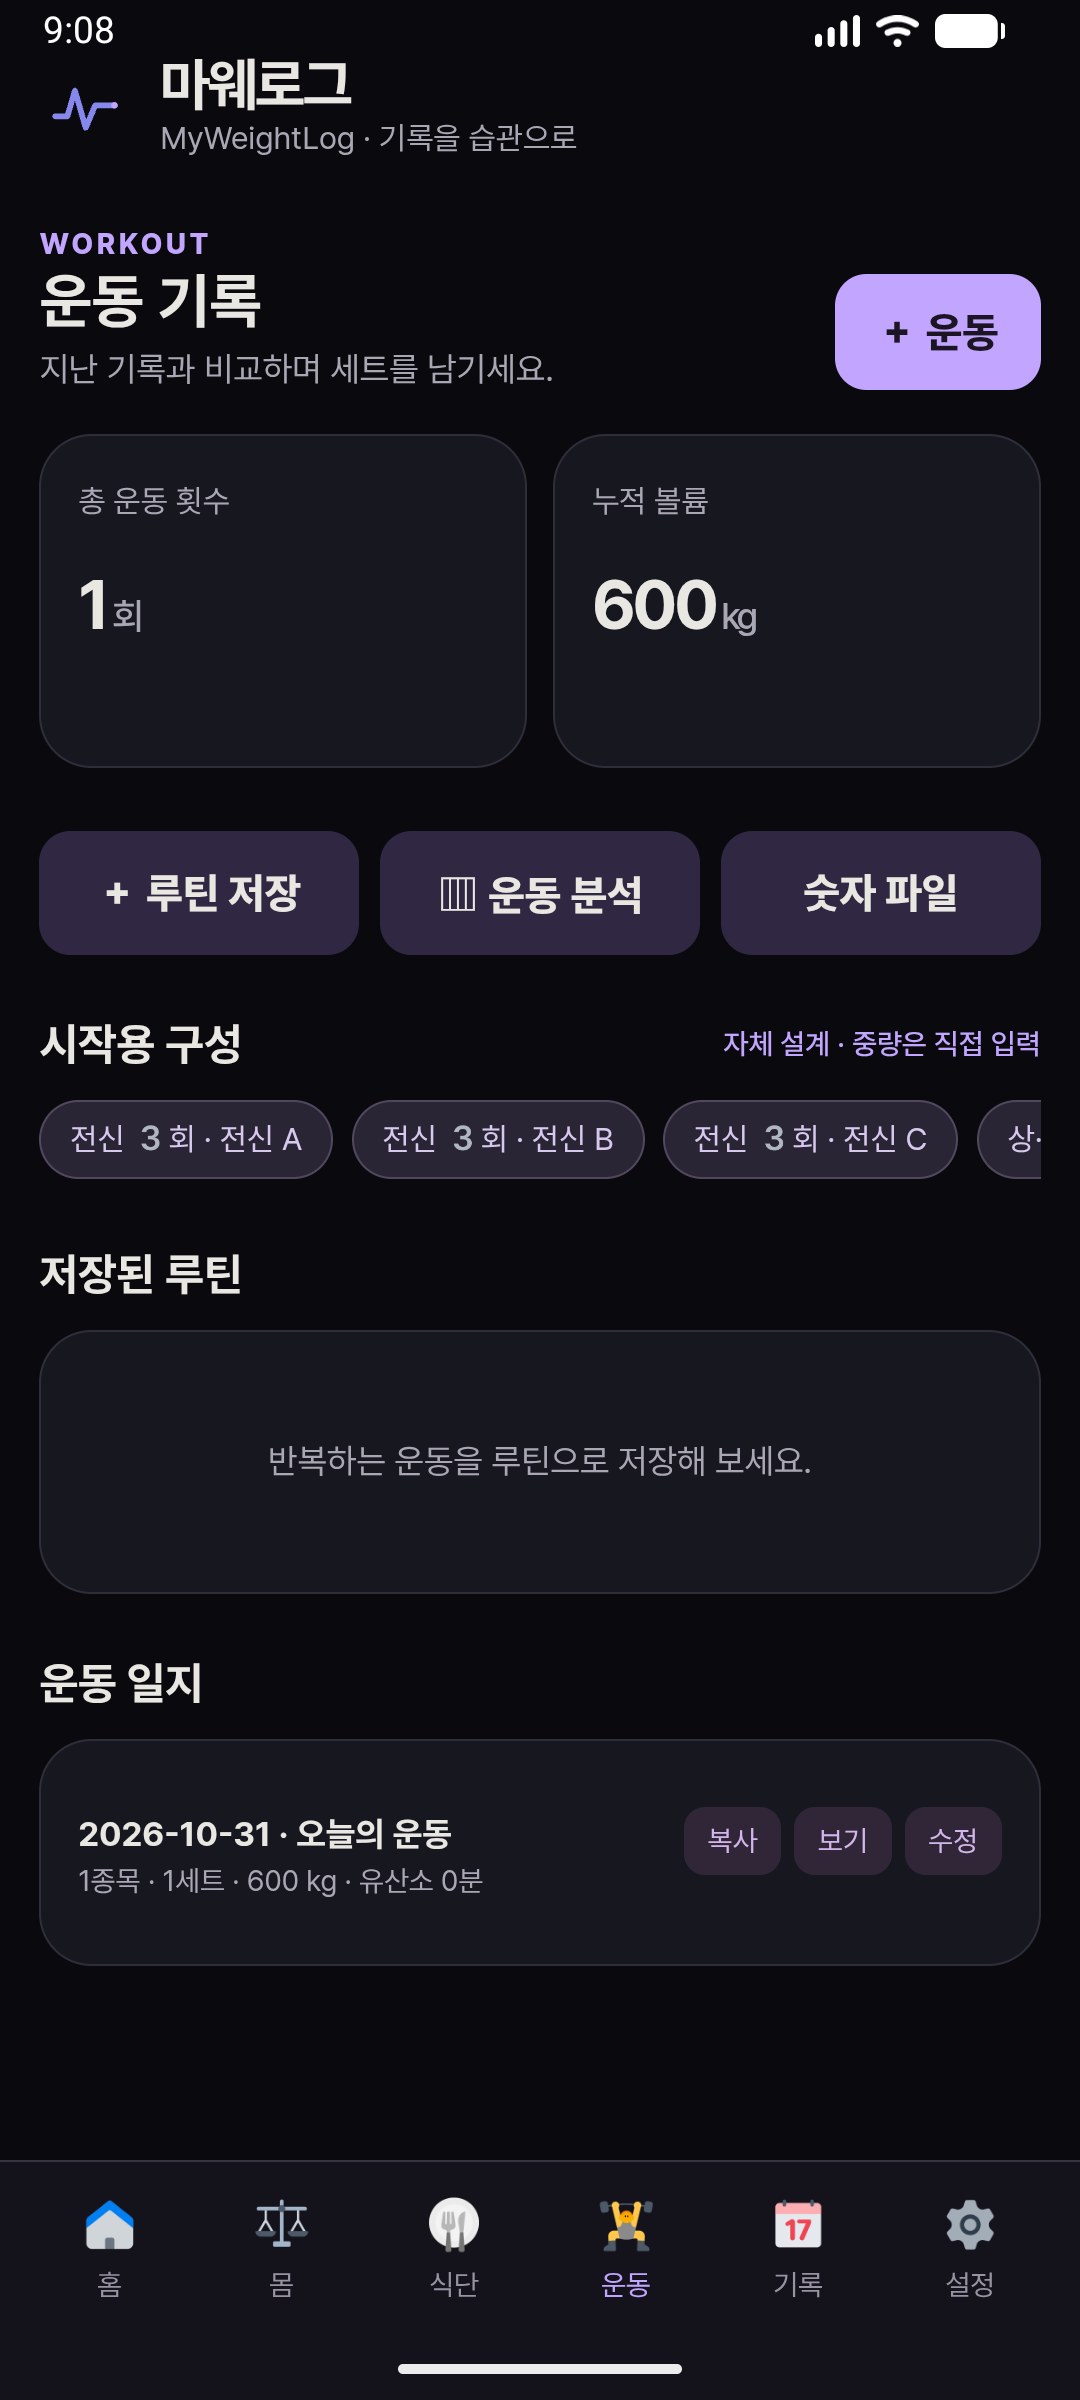 9:08
마웨로그
MyWeightLog · 기록을 습관으로
WORKOUT
운동 기록
지난 기록과 비교하며 세트를 남기세요.
+ 운동
총 운동 횟수
1회
누적 볼륨
600kg
+ 루틴 저장
▥ 운동 분석
숫자 파일
시작용 구성
자체 설계 · 중량은 직접 입력
전신 3회 · 전신 A
전신 3회 · 전신 B
전신 3회 · 전신 C
상·
저장된 루틴
반복하는 운동을 루틴으로 저장해 보세요.
운동 일지
2026-10-31 · 오늘의 운동
1종목 · 1세트 · 600 kg · 유산소 0분
복사
보기
수정
17
홈
몸
식단
운동
기록
설정